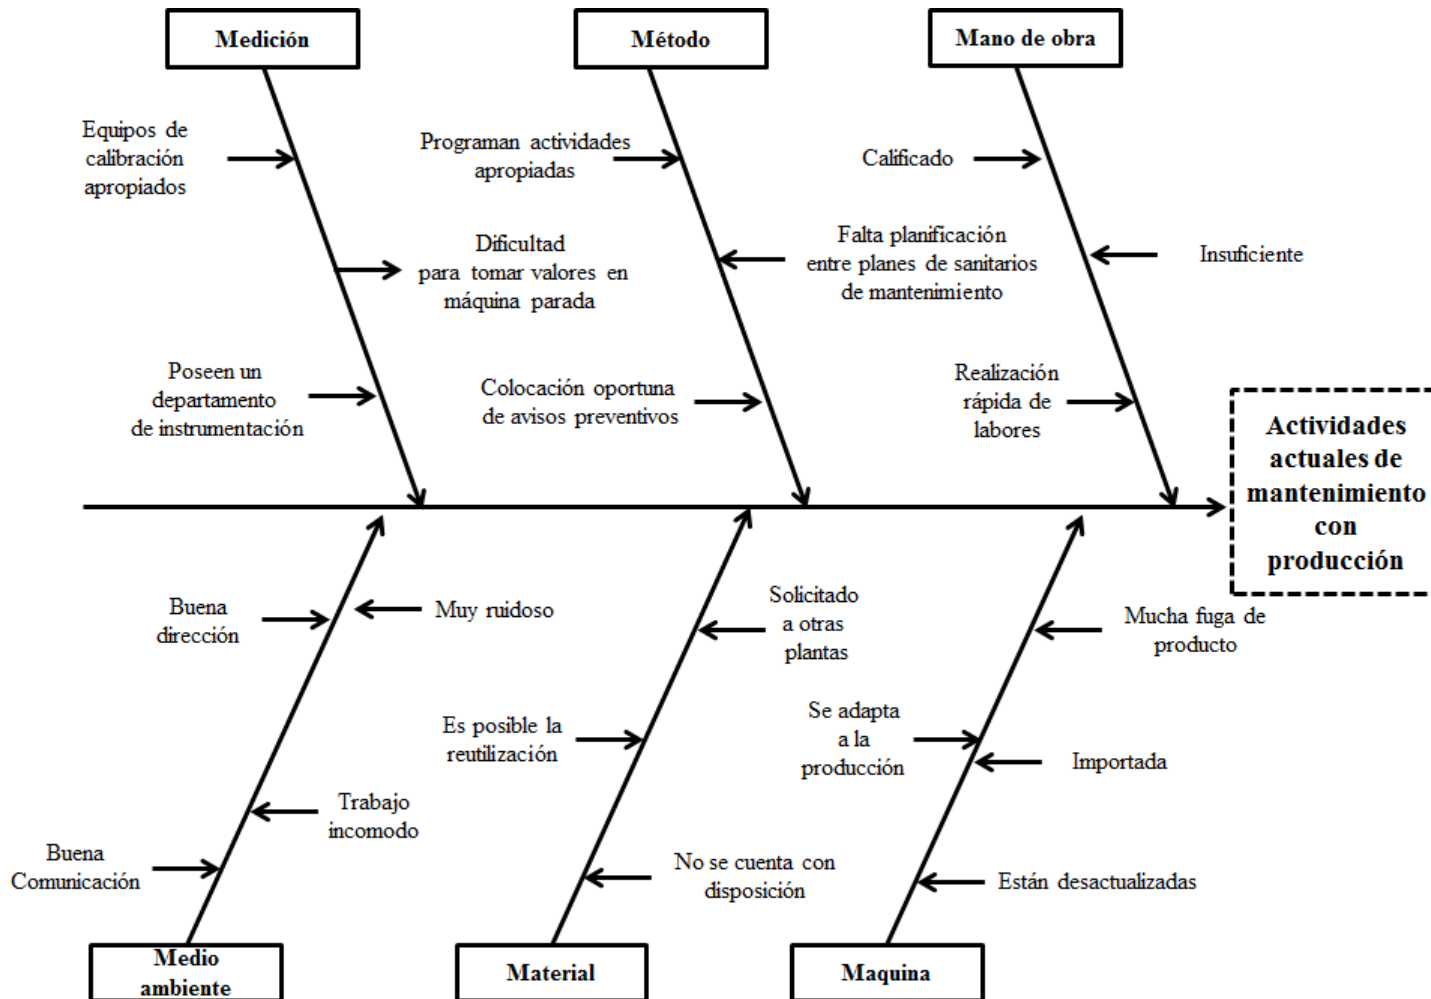 Medición
Método
Mano de obra
Equipos de
calibración
apropiados
Programan actividades
apropiadas
Calificado
Dificultad
para tomar valores en
máquina parada
Falta planificación
entre planes de sanitarios
de mantenimiento
Insuficiente
Poseen un
departamento
de instrumentación
Colocación oportuna
de avisos preventivos
Realización
rápida de
labores
Actividades
actuales de
mantenimiento
con
producción
Buena
dirección
Muy ruidoso
Solicitado
a otras
plantas
Mucha fuga de
producto
Es posible la
reutilización
Se adapta
a la
producción
Importada
Trabajo
incomodo
Buena
Comunicación
No se cuenta con
disposición
Están desactualizadas
Medio
ambiente
Material
Maquina